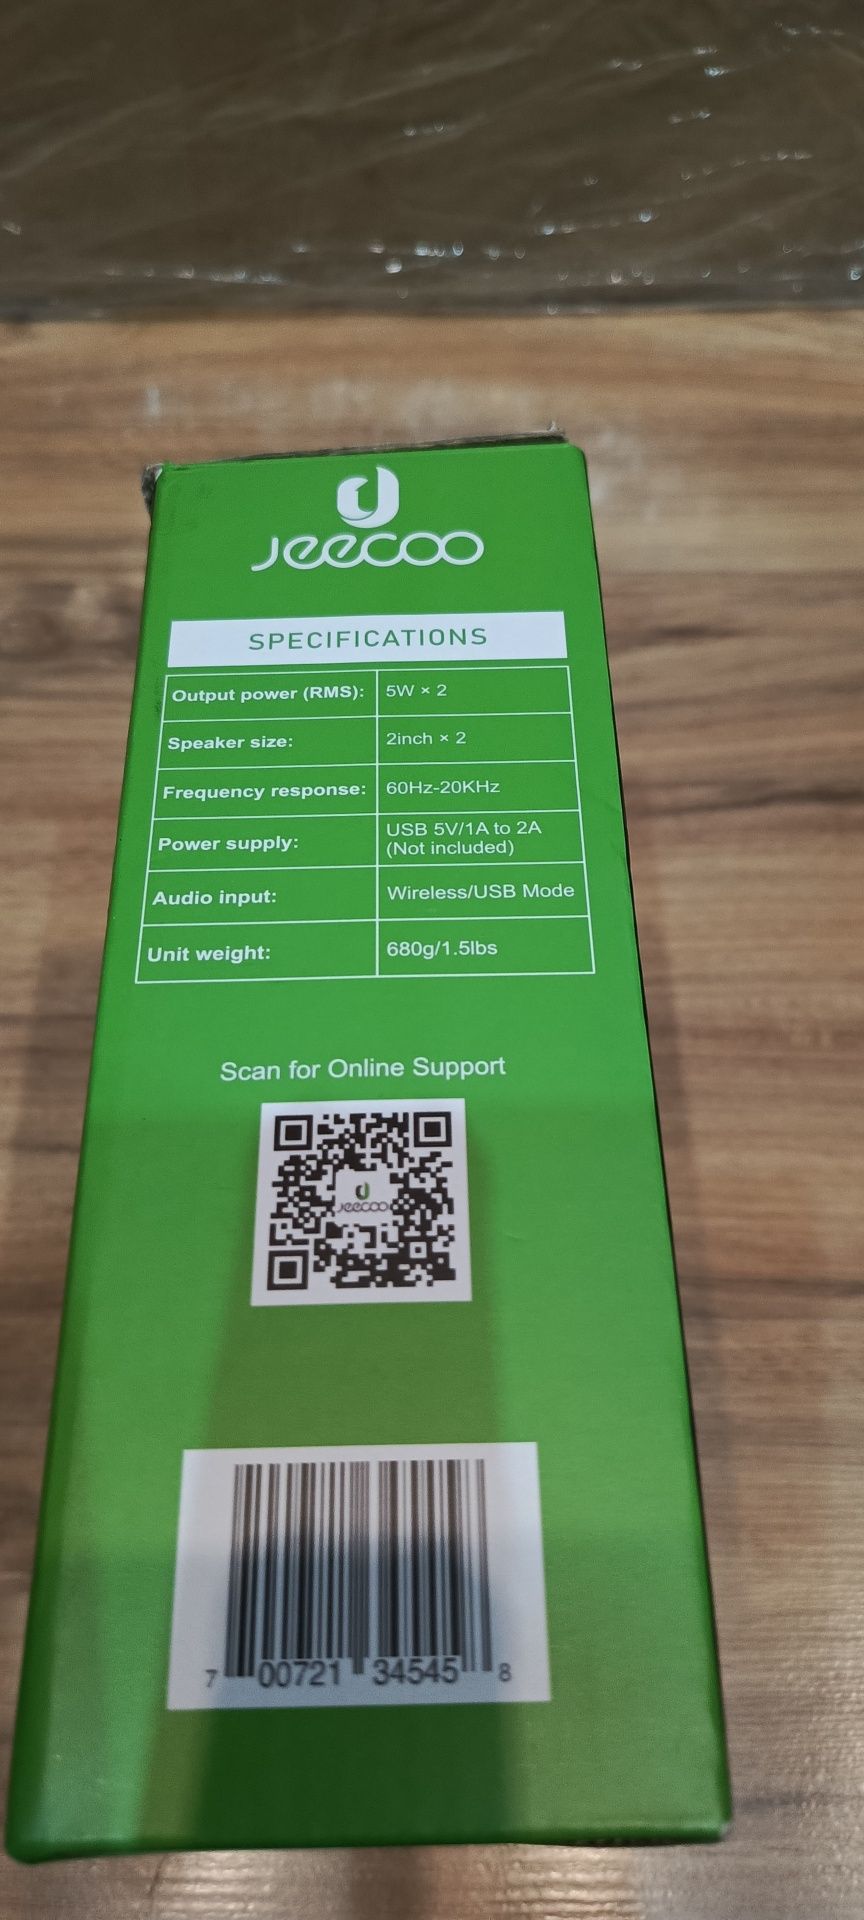 Jeecoo
SPECIFICATIONS
Output power (RMS): 5W × 2
Speaker size: 2inch × 2
Frequency response: 60Hz-20KHz
Power supply: USB 5V/1A to 2A
(Not included)
Audio input: Wireless/USB Mode
Unit weight: 680g/1.5lbs
Scan for Online Support
Jeecoo
7 00721 34545 8